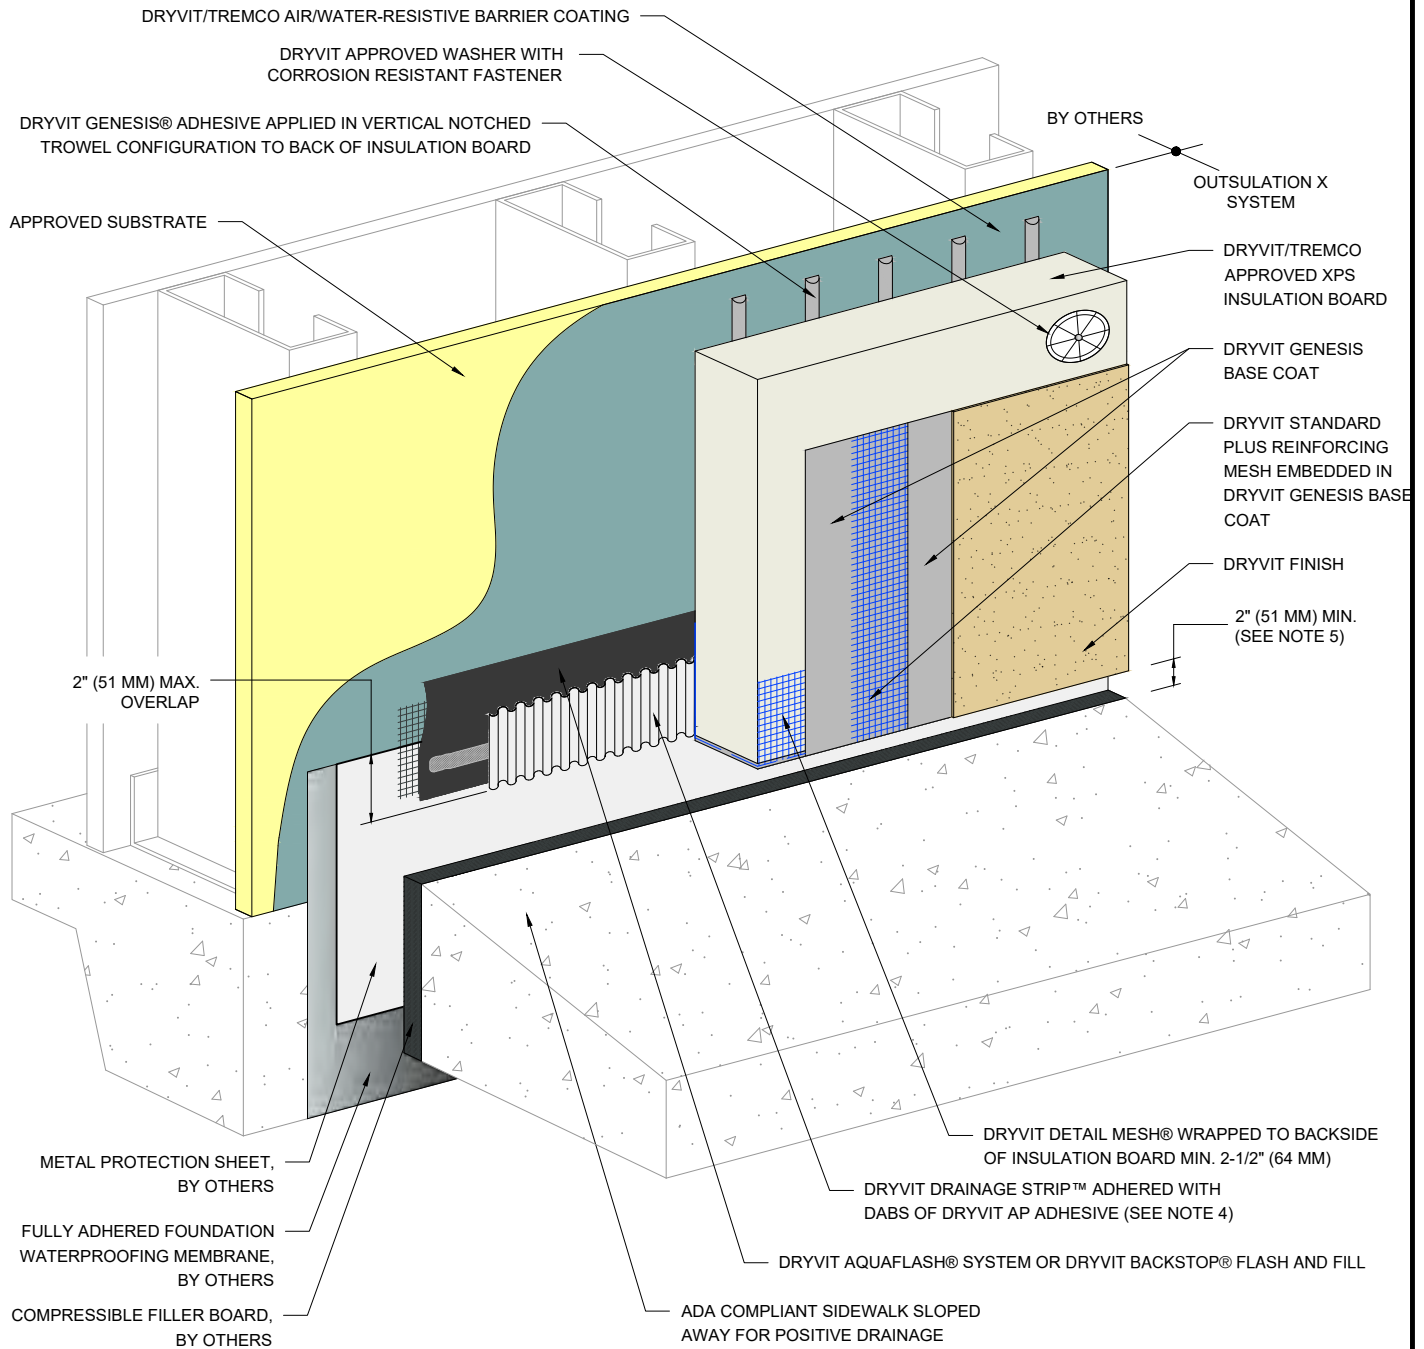 DRYVIT/TREMCO AIR/WATER-RESISTIVE BARRIER COATING
DRYVIT APPROVED WASHER WITH
CORROSION RESISTANT FASTENER
DRYVIT GENESIS® ADHESIVE APPLIED IN VERTICAL NOTCHED
TROWEL CONFIGURATION TO BACK OF INSULATION BOARD
APPROVED SUBSTRATE
BY OTHERS
OUTSULATION X
SYSTEM
DRYVIT/TREMCO
APPROVED XPS
INSULATION BOARD
DRYVIT GENESIS
BASE COAT
DRYVIT STANDARD
PLUS REINFORCING
MESH EMBEDDED IN
DRYVIT GENESIS BASE
COAT
DRYVIT FINISH
2" (51 MM) MIN.
(SEE NOTE 5)
2" (51 MM) MAX.
OVERLAP
DRYVIT DETAIL MESH® WRAPPED TO BACKSIDE
OF INSULATION BOARD MIN. 2-1/2" (64 MM)
DRYVIT DRAINAGE STRIP™ ADHERED WITH
DABS OF DRYVIT AP ADHESIVE (SEE NOTE 4)
DRYVIT AQUAFLASH® SYSTEM OR DRYVIT BACKSTOP® FLASH AND FILL
ADA COMPLIANT SIDEWALK SLOPED
AWAY FOR POSITIVE DRAINAGE
METAL PROTECTION SHEET,
BY OTHERS
FULLY ADHERED FOUNDATION
WATERPROOFING MEMBRANE,
BY OTHERS
COMPRESSIBLE FILLER BOARD,
BY OTHERS